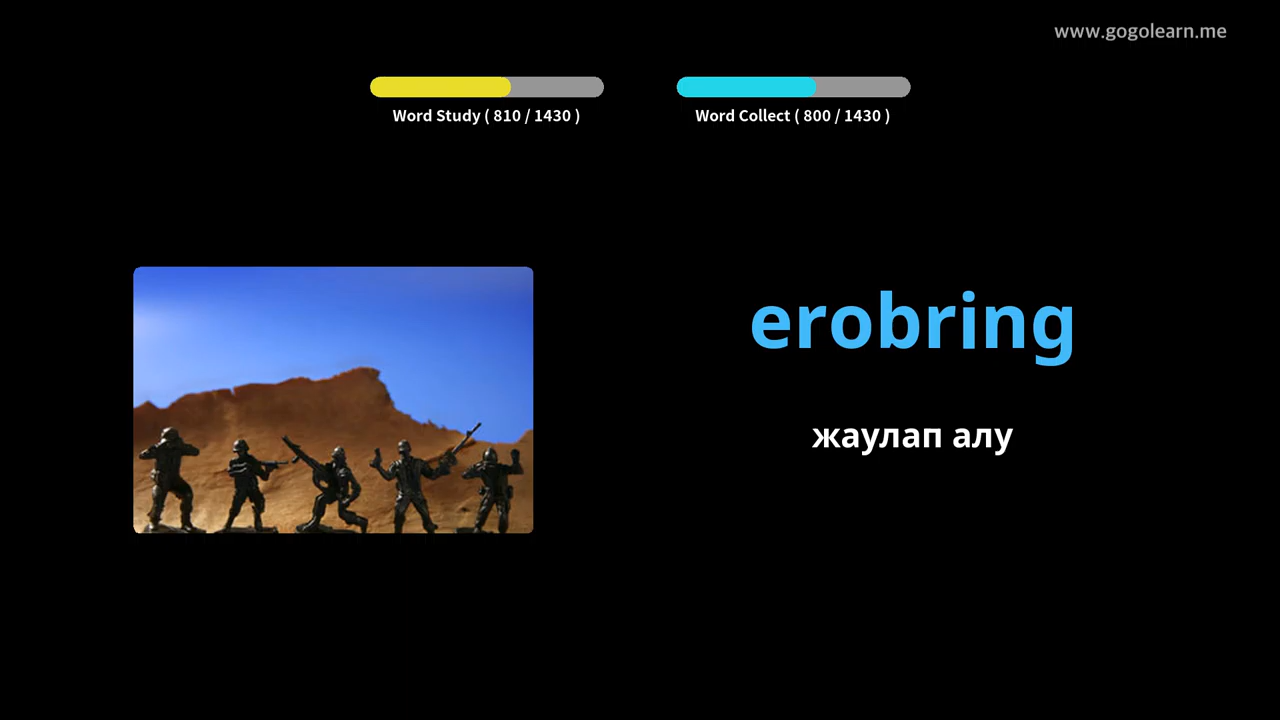 www.gogolearn.me
Word Study ( 810 / 1430 )
Word Collect ( 800 / 1430 )
erobring
жаулап алу